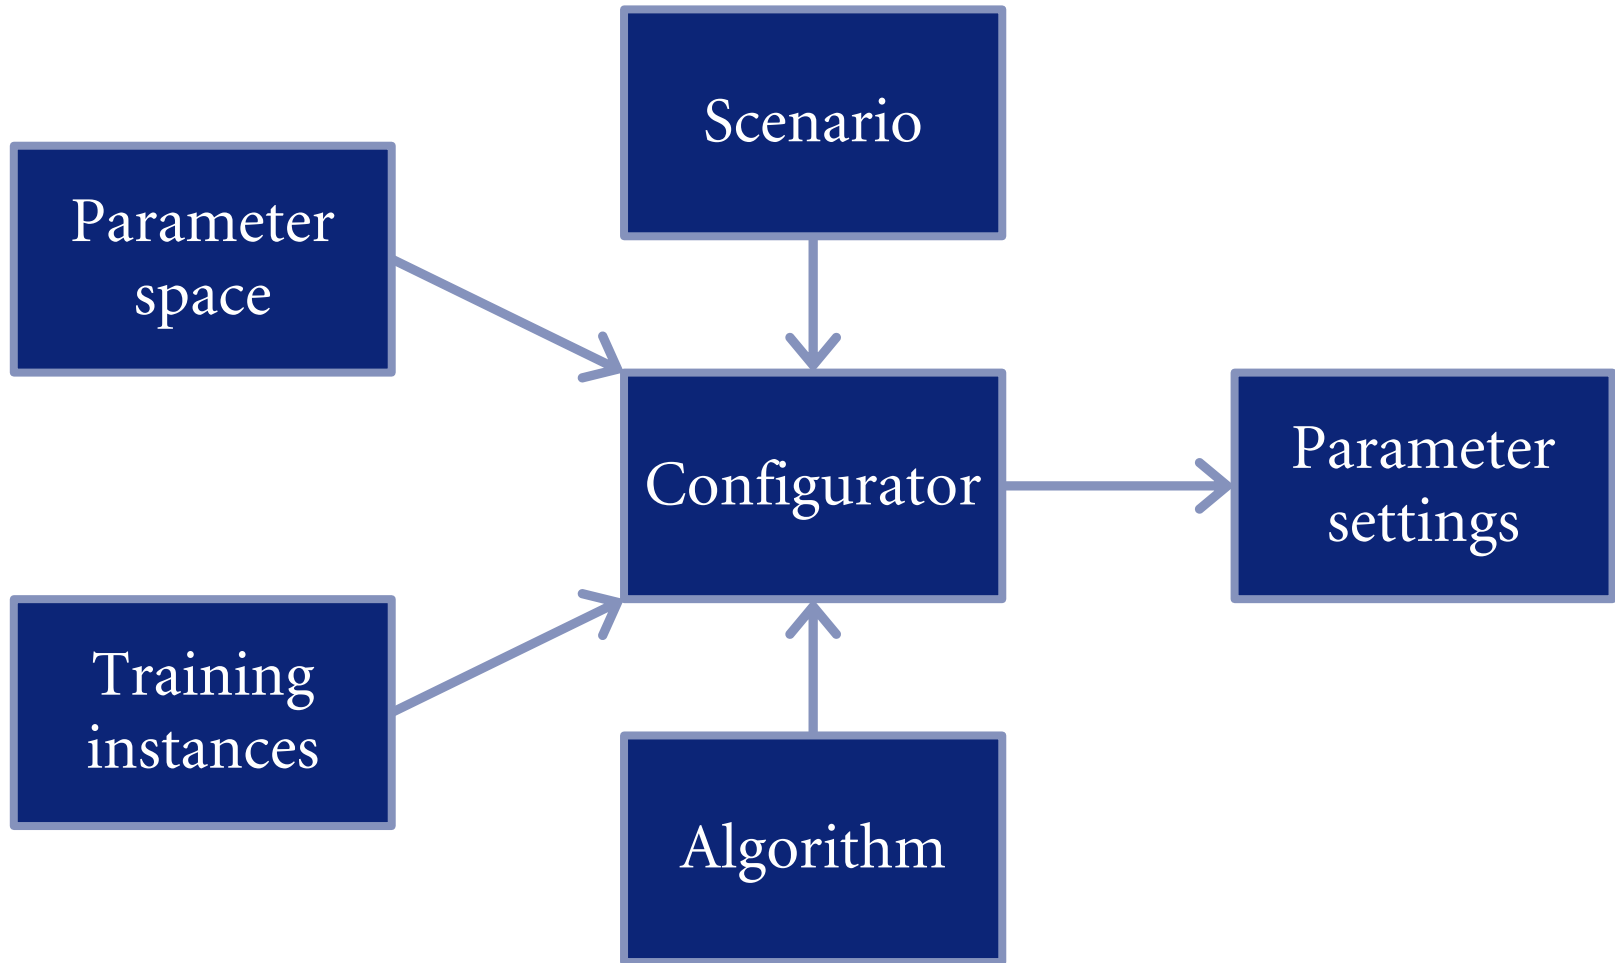 Scenario
Parameter
space
Configurator
Parameter
settings
Training
instances
Algorithm